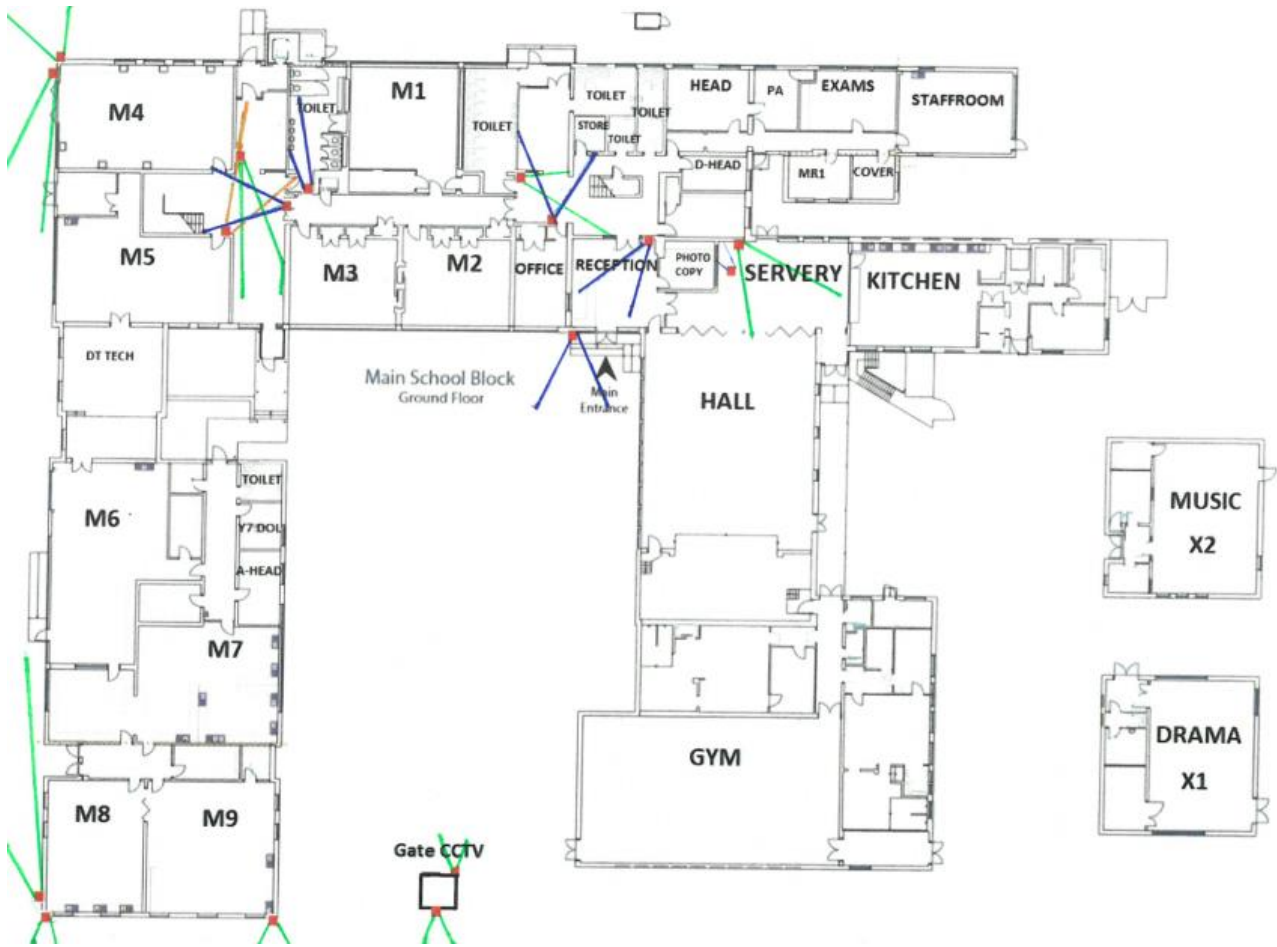 M4
TOILET
M1
TOILET
TOILET
STORE
TOILET
TOILET
HEAD
PA
EXAMS
STAFFROOM
D-HEAD
MR1
COVER
M5
M3
M2
OFFICE
RECEPTION
PHOTO
COPY
SERVERY
KITCHEN
DT TECH
Main School Block
Ground Floor
Main
Entrance
HALL
M6
TOILET
Y7 DOL
A-HEAD
MUSIC
X2
M7
GYM
DRAMA
X1
M8
M9
Gate CCTV